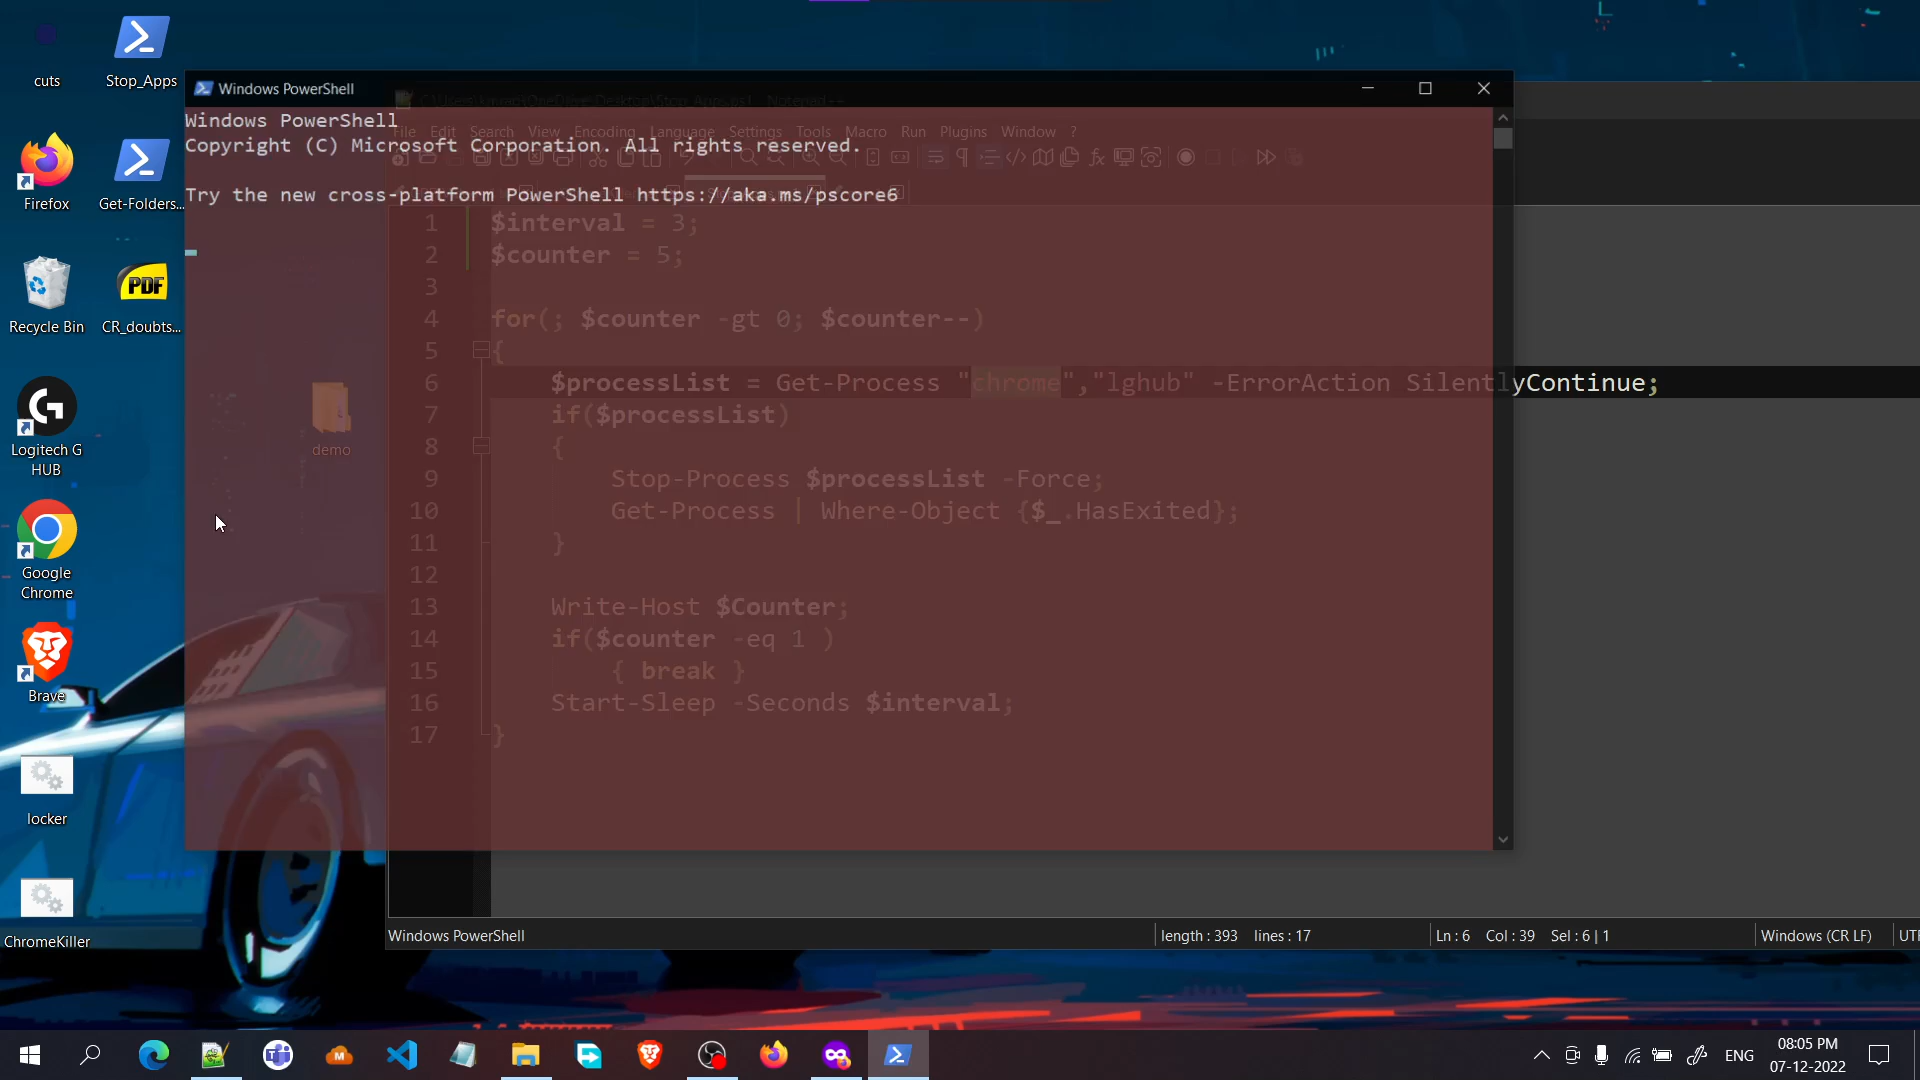 cuts
Stop_Apps
Firefox
Get-Folders...
Recycle Bin
CR_doubts...
PDF
Logitech G
HUB
Google
Chrome
Brave
locker
ChromeKiller
demo
Windows PowerShell
Windows PowerShell
Copyright (C) Microsoft Corporation. All rights reserved.
Try the new cross-platform PowerShell https://aka.ms/pscore6
File Edit Search View Encoding Language Settings Tools Macro Run Plugins Window ?
1 $interval = 3;
2 $counter = 5;
3
4 for(; $counter -gt 0; $counter--)
5 {
6 $processList = Get-Process "chrome","lghub" -ErrorAction SilentlyContinue;
7 if($processList)
8 {
9 Stop-Process $processList -Force;
10 Get-Process | Where-Object {$_.HasExited};
11 }
12
13 Write-Host $Counter;
14 if($counter -eq 1 )
15 { break }
16 Start-Sleep -Seconds $interval;
17 }
Windows PowerShell length : 393 lines : 17 Ln : 6 Col : 39 Sel : 6 | 1 Windows (CR LF) UTF
ENG
08:05 PM
07-12-2022